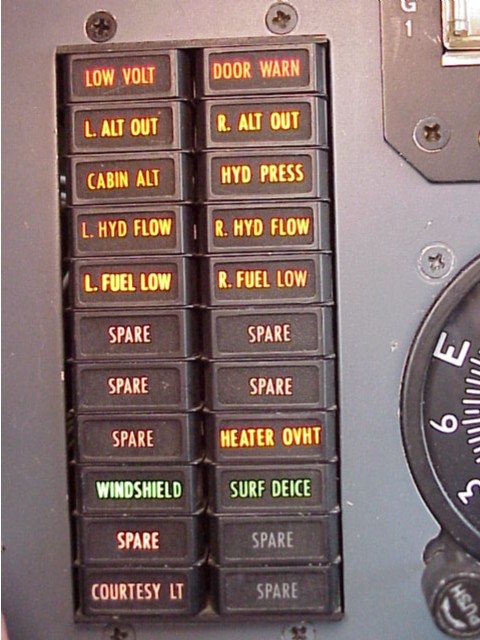 LOW VOLT DOOR WARN
L. ALT OUT R. ALT OUT
CABIN ALT HYD PRESS
L. HYD FLOW R. HYD FLOW
L. FUEL LOW R. FUEL LOW
SPARE SPARE
SPARE SPARE
SPARE HEATER OVHT
WINDSHIELD SURF DEICE
SPARE SPARE
COURTESY LT SPARE
G
1
E
6
3
PUSH